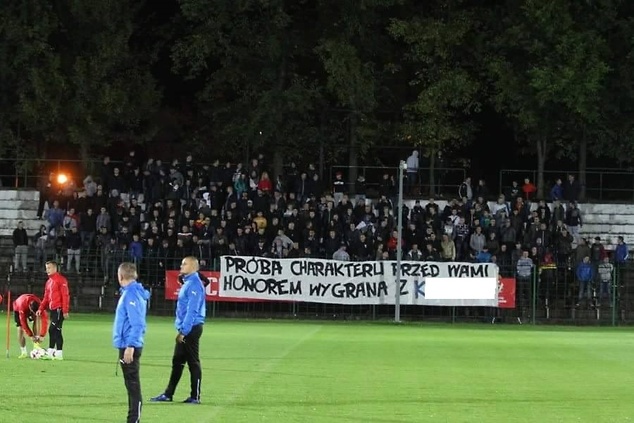 PRÓBA CHARAKTERU PRZED WAMI
HONOREM WYGRANA Z K